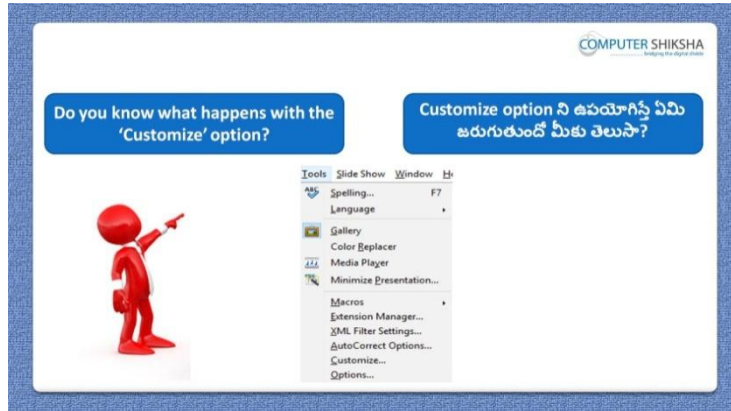 COMPUTER SHIKSHA
Bridging the digital divide
Do you know what happens with the
‘Customize’ option?
Customize option ని ఉపయోగిస్తే ఏమి
జరుగుతుందో మీకు తెలుసా?
Tools Slide Show Window
ABC Spelling... F7
Language
Gallery
Color Replacer
Media Player
Minimize Presentation...
Macros
Extension Manager...
XML Filter Settings...
AutoCorrect Options...
Customize...
Options...